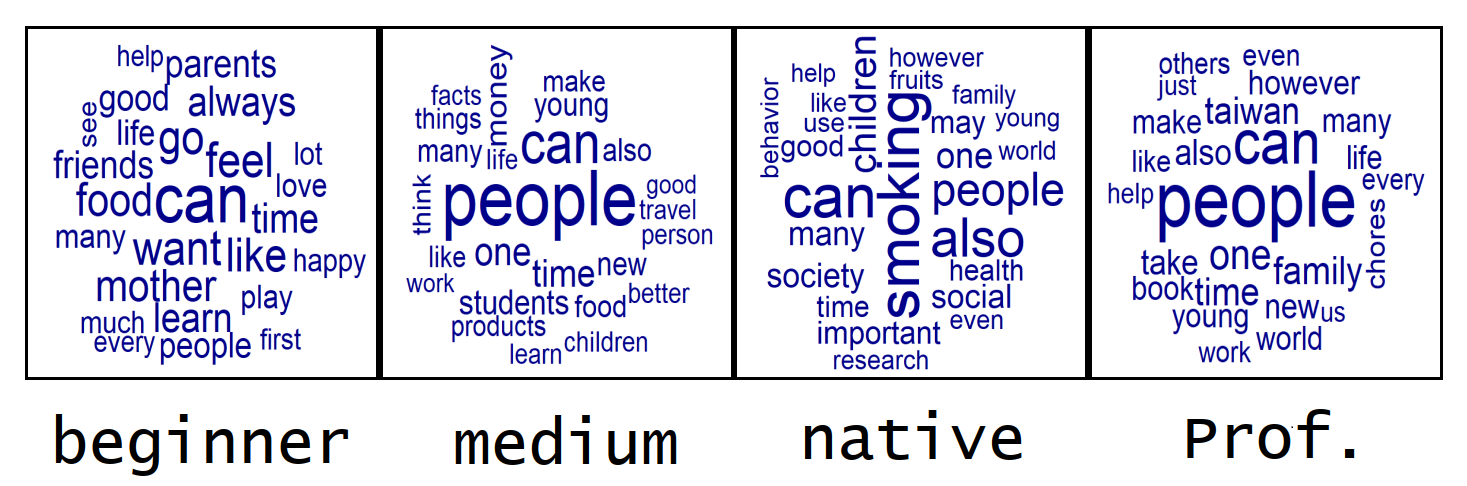 help parents
good always
see
life go feel lot
friends love
food can time
many want like happy
mother play
much learn
every people first
money make
facts young
things can also
many life
think people good
travel
person
like one time new
work students food better
products
learn children
children however
behavior help fruits
like smoking family
use may young
good one world
can people
many also
society health
time social
important even
research
others even
just however
make taiwan many
like also can life
help people every
chores
take one family
book time new us
young
work world
beginner medium native Prof.